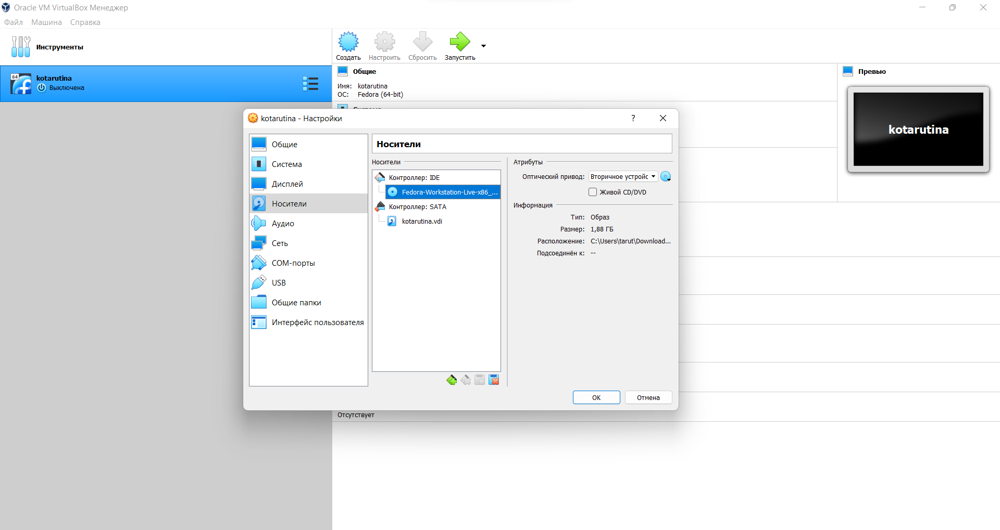 Oracle VM VirtualBox Менеджер
Файл Машина Справка
Инструменты
64
kotarutina
Выключена
Создать Настроить Сбросить Запустить
Общие
Имя: kotarutina
ОС: Fedora (64-bit)
Превью
kotarutina
kotarutina - Настройки
?
Общие
Система
Дисплей
Носители
Аудио
Сеть
COM-порты
USB
Общие папки
Интерфейс пользователя
Носители
Носители
Контроллер: IDE
Fedora-Workstation-Live-x86_...
Контроллер: SATA
kotarutina.vdi
Атрибуты
Оптический привод: Вторичное устройс
Живой CD/DVD
Информация
Тип: Образ
Размер: 1,88 ГБ
Расположение: C:\Users\tarut\Download...
Подсоединён к: --
OK Отмена
Отсутствует